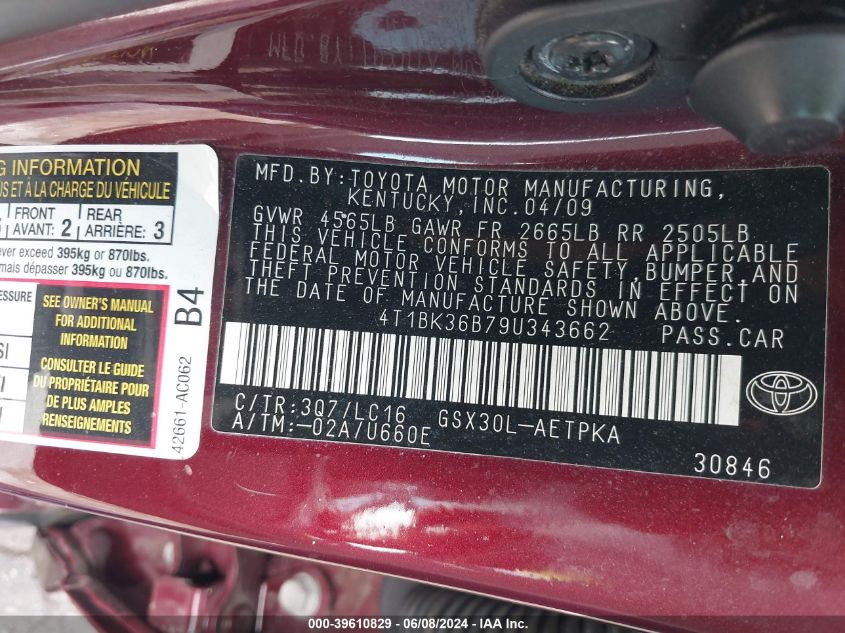 G INFORMATION
US ET À LA CHARGE DU VÉHICULE
FRONT
AVANT: 2
REAR
ARRIÈRE: 3
ver exceed 395kg or 870lbs.
mais dépasser 395kg ou 870lbs.
RESSURE
SEE OWNER'S MANUAL
FOR ADDITIONAL
INFORMATION
CONSULTER LE GUIDE
DU PROPRIÉTAIRE POUR
DE PLUS AMPLES
RENSEIGNEMENTS
B4
42661-AC062
MFD.BY:TOYOTA MOTOR MANUFACTURING,
KENTUCKY,INC.04/09
GVWR 4565LB GAWR FR 2665LB RR 2505LB
THIS VEHICLE CONFORMS TO ALL APPLICABLE
FEDERAL MOTOR VEHICLE SAFETY,BUMPER,AND
THEFT PREVENTION STANDARDS IN EFFECT ON
THE DATE OF MANUFACTURE SHOWN ABOVE.
4T1BK36B79U343662 PASS.CAR
C/TR:3Q7/LC16 GSX30L-AETPKA
A/TM:-02A/U660E
30846
000-39610829 - 06/08/2024 - IAA Inc.